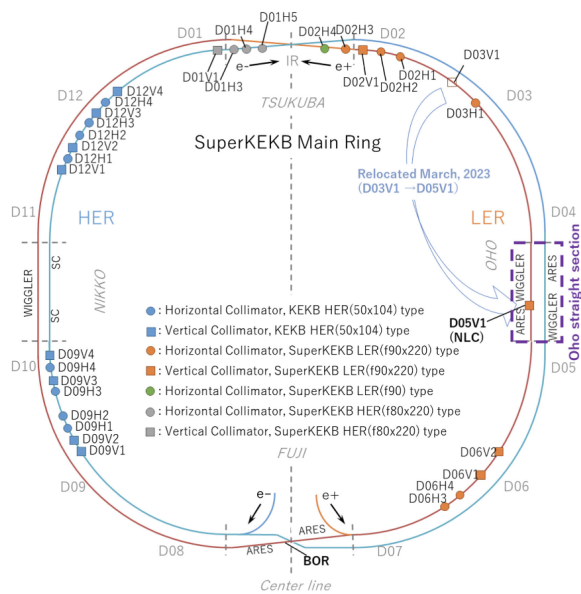 D01
D01H4
D01H5
D02H4
D02H3
D02
D01V1
D01H3
e-
IR
e+
D02V1
D02H2
D02H1
D03V1
D03
D03H1
TSUKUBA
D12
D12V4
D12H4
D12V3
D12H3
D12H2
D12V2
D12H1
D12V1
SuperKEKB Main Ring
Relocated March, 2023
(D03V1 →D05V1)
D11
HER
LER
D04
WIGGLER
SC
SC
NIKKO
OHO
ARES WIGGLER
WIGGLER ARES
Oho straight section
D05V1
(NLC)
: Horizontal Collimator, KEKB HER(50x104) type
: Vertical Collimator, KEKB HER(50x104) type
: Horizontal Collimator, SuperKEKB LER(f90x220) type
: Vertical Collimator, SuperKEKB LER(f90x220) type
: Horizontal Collimator, SuperKEKB LER(f90) type
: Horizontal Collimator, SuperKEKB HER(f80x220) type
: Vertical Collimator, SuperKEKB HER(f80x220) type
D10
D05
D09V4
D09H4
D09V3
D09H3
D09H2
D09H1
D09V2
D09V1
FUJI
D06V2
D06V1
D06H4
D06H3
D06
D09
e-
e+
D08
ARES
ARES
BOR
D07
Center line